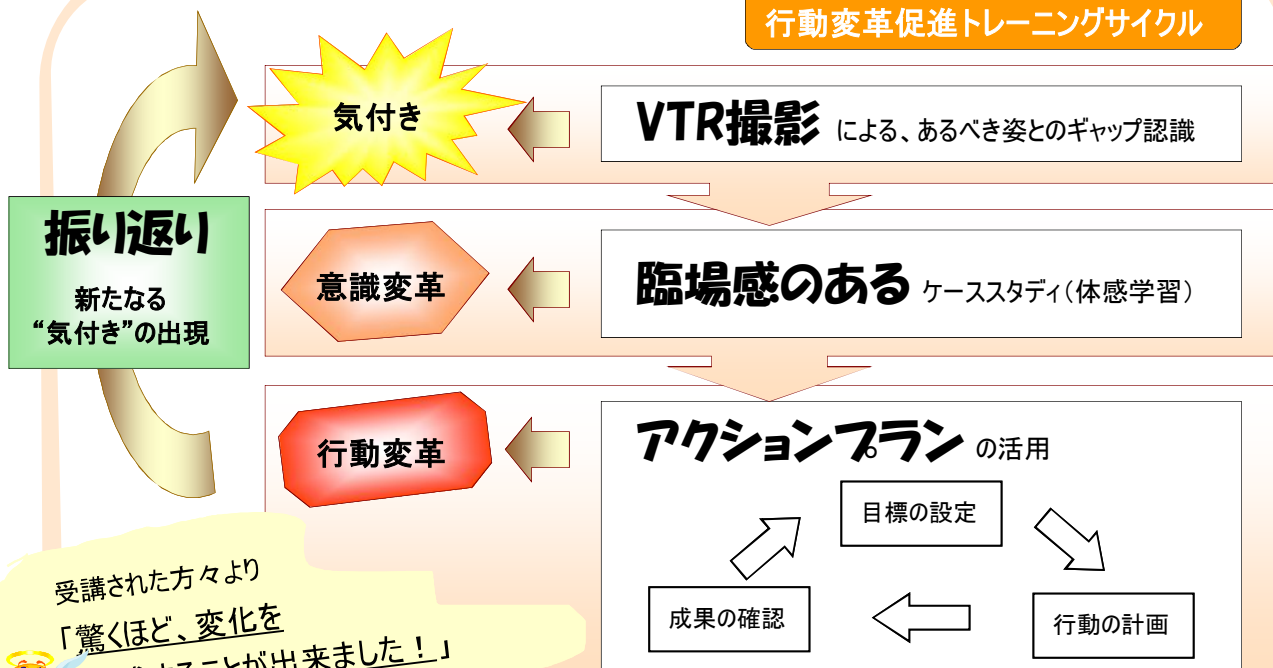 行動変革促進トレーニングサイクル
気付き
VTR撮影 による、あるべき姿とのギャップ認識
振り返り
新たなる
“気付き”の出現
意識変革
臨場感のある ケーススタディ(体感学習)
行動変革
アクションプラン の活用
目標の設定
成果の確認
行動の計画
受講された方々より
「驚くほど、変化を
ることが出来ました！」